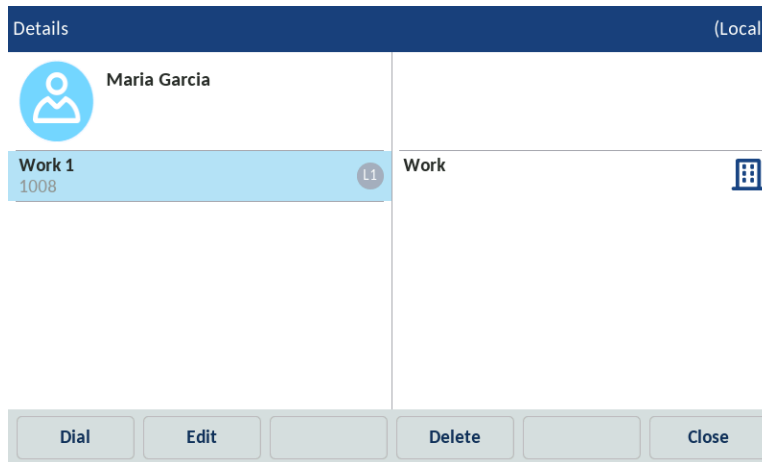 Details
(Local
Maria Garcia
Work 1
1008
L1
Work
Dial
Edit
Delete
Close